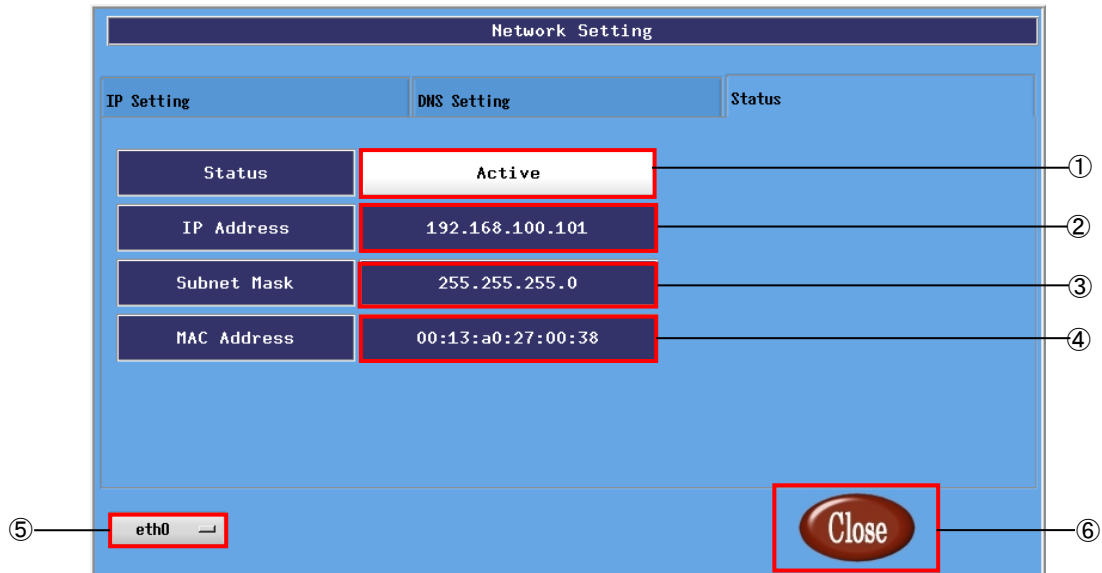 Network Setting
IP Setting DNS Setting Status
Status Active ①
IP Address 192.168.100.101 ②
Subnet Mask 255.255.255.0 ③
MAC Address 00:13:a0:27:00:38 ④
⑤ eth0 Close ⑥